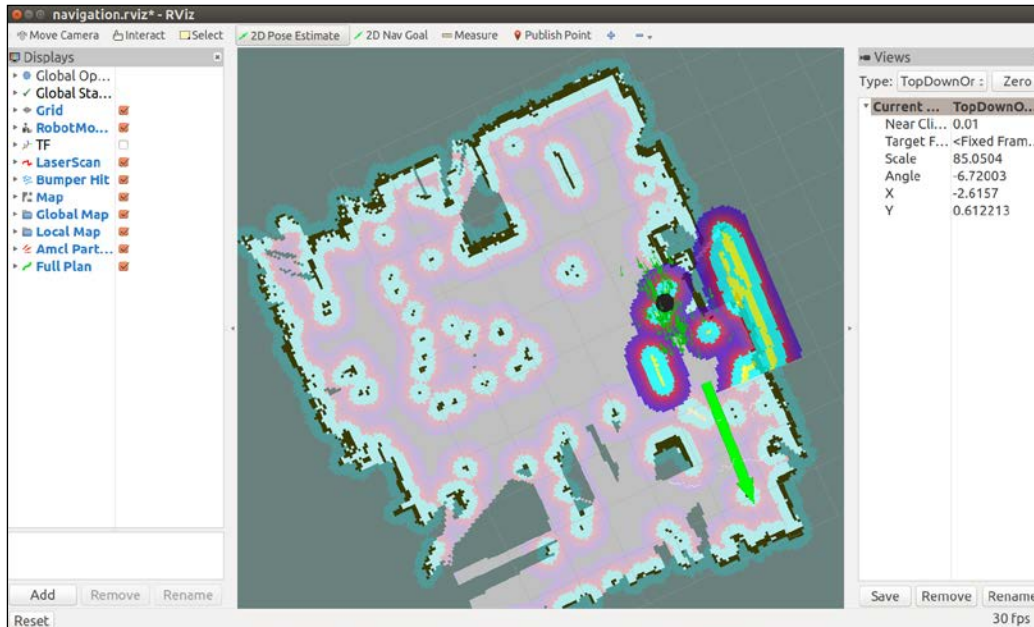 navigation.rviz* - RViz
Move Camera Interact Select 2D Pose Estimate 2D Nav Goal Measure Publish Point
Displays
Global Op...
Global Sta...
Grid
RobotMo...
TF
LaserScan
Bumper Hit
Map
Global Map
Local Map
Amcl Part...
Full Plan
Add Remove Rename
Reset
Views
Type: TopDownOr Zero
Current ... TopDownO...
Near Cli... 0.01
Target F... <Fixed Fram...
Scale 85.0504
Angle -6.72003
X -2.6157
Y 0.612213
Save Remove Rename
30 fps